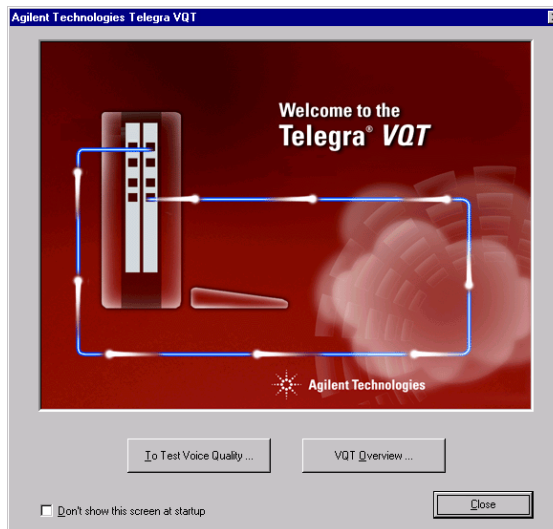 Agilent Technologies Telegra VQT
Welcome to the
Telegra® VQT
Agilent Technologies
To Test Voice Quality ...
VQT Overview ...
Don't show this screen at startup
Close